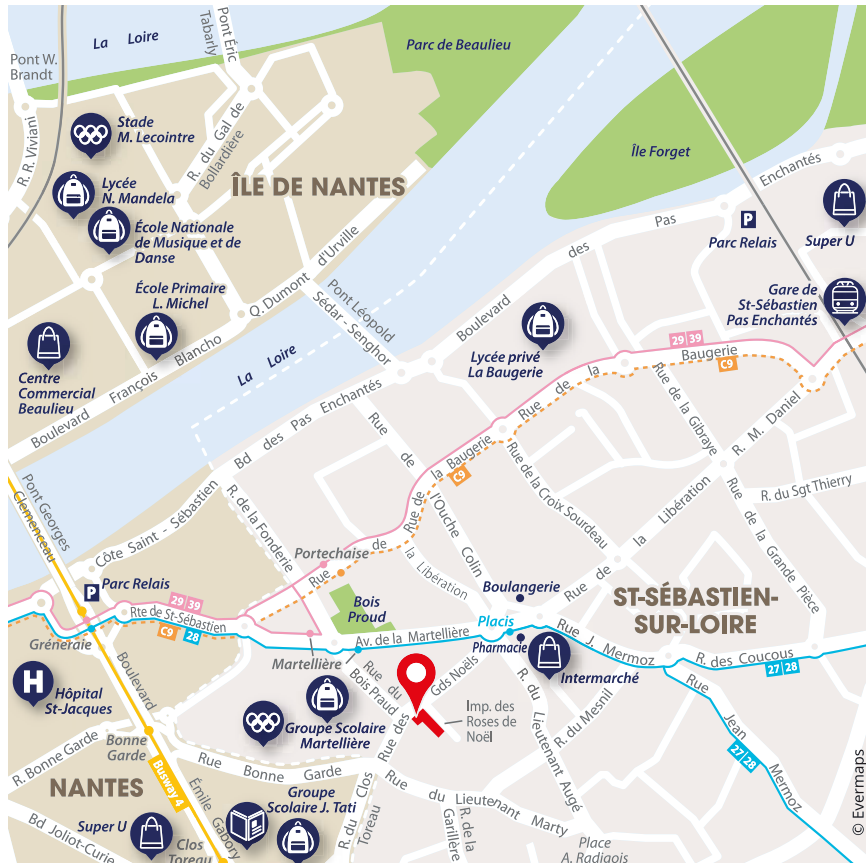 La Loire
Pont Éric
Tabarly
Parc de Beaulieu
Pont W.
Brandt
Stade
M. Lecointre
R. R. Viviani
R. du Gal de
Bollardière
Île Forget
Enchantés
Lycée
N. Mandela
ÎLE DE NANTES
École Nationale
de Musique et de
Danse
Pas
des
Boulevard
P
Parc Relais
Super U
École Primaire
L. Michel
Q. Dumont d'Urville
Pont Léopold
Sédar - Senghor
Gare de
St-Sébastien
Pas Enchantés
Lycée privé
La Baugerie
29 39
Baugerie
C9
Centre
Commercial
Beaulieu
Boulevard François Blancho
La Loire
Bd des Pas Enchantés
Rue de la
Rue de la Gibraye
R. M. Daniel
Rue de l'Ouche Colin
Rue de la Baugerie
C9
Rue de la Croix Sourdeau
R. du Sgt Thierry
Rue de la Grande Pièce
Pont Georges
Clemenceau
Côte Saint - Sébastien
R. de la Fonderie
Portechaise
Rue de la Libération
Rue de la Libération
P
Parc Relais
29 39
Rte de St-Sébastien
C9
28
Gréneraie
Bois
Proud
Boulangerie
ST-SÉBASTIEN-
SUR-LOIRE
Av. de la Martellière
Placis
Pharmacie
Rue J. Mermoz
R. des Coucous
27 28
Martellière
Intermarché
H
Hôpital
St-Jacques
Boulevard
Émile Gabory
Rue du
Bois Praud
Rue des Gds Noëls
Imp. des
Roses de
Noël
R. du Lieutenant Augé
R. du Mesnil
Rue Jean Mermoz
27 28
Groupe Scolaire
Martellière
Bonne
Garde
R. Bonne Garde
Rue Bonne Garde
NANTES
Busway 4
Groupe
Scolaire J. Tati
R. du Clos
Toreau
Rue du Lieutenant Marty
R. de la
Garillère
Super U
Bd Joliot-Curie
Clos
Toreau
Place
A. Radigois
© Evermaps